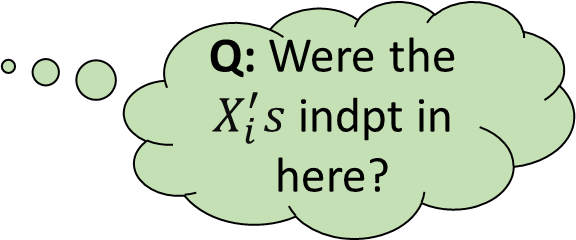 Q: Were the
$X_i's$ indpt in
here?